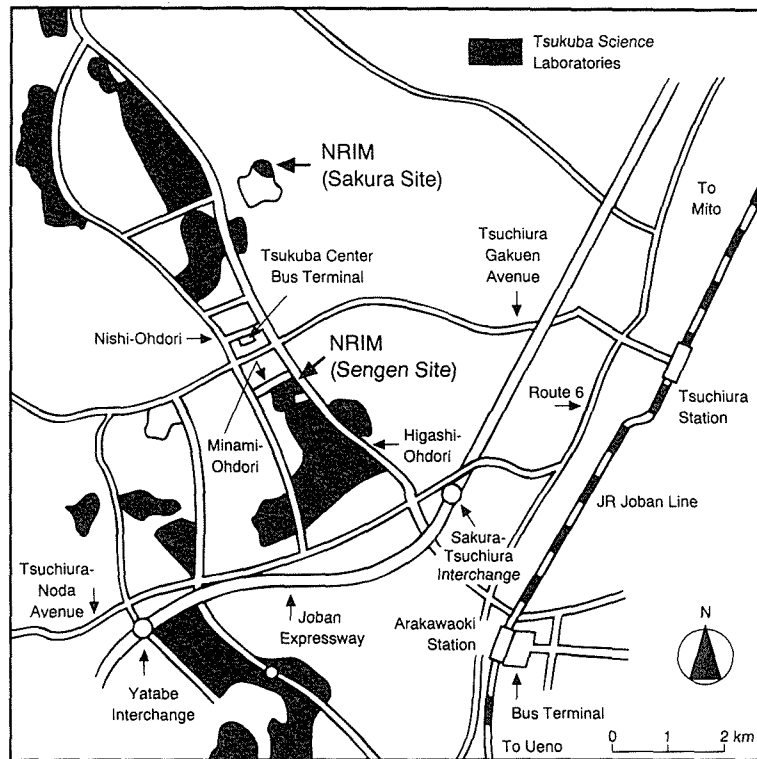 Tsukuba Science
Laboratories
NRIM
(Sakura Site)
To
Mito
Tsuchiura
Gakuen
Avenue
Tsukuba Center
Bus Terminal
Nishi-Ohdori
NRIM
(Sengen Site)
Route 6
Tsuchiura
Station
Minami-
Ohdori
Higashi-
Ohdori
JR Joban Line
Sakura-
Tsuchiura
Interchange
Tsuchiura-
Noda
Avenue
Joban
Expressway
Arakawaoki
Station
N
Yatabe
Interchange
Bus Terminal
To Ueno
0 1 2 km